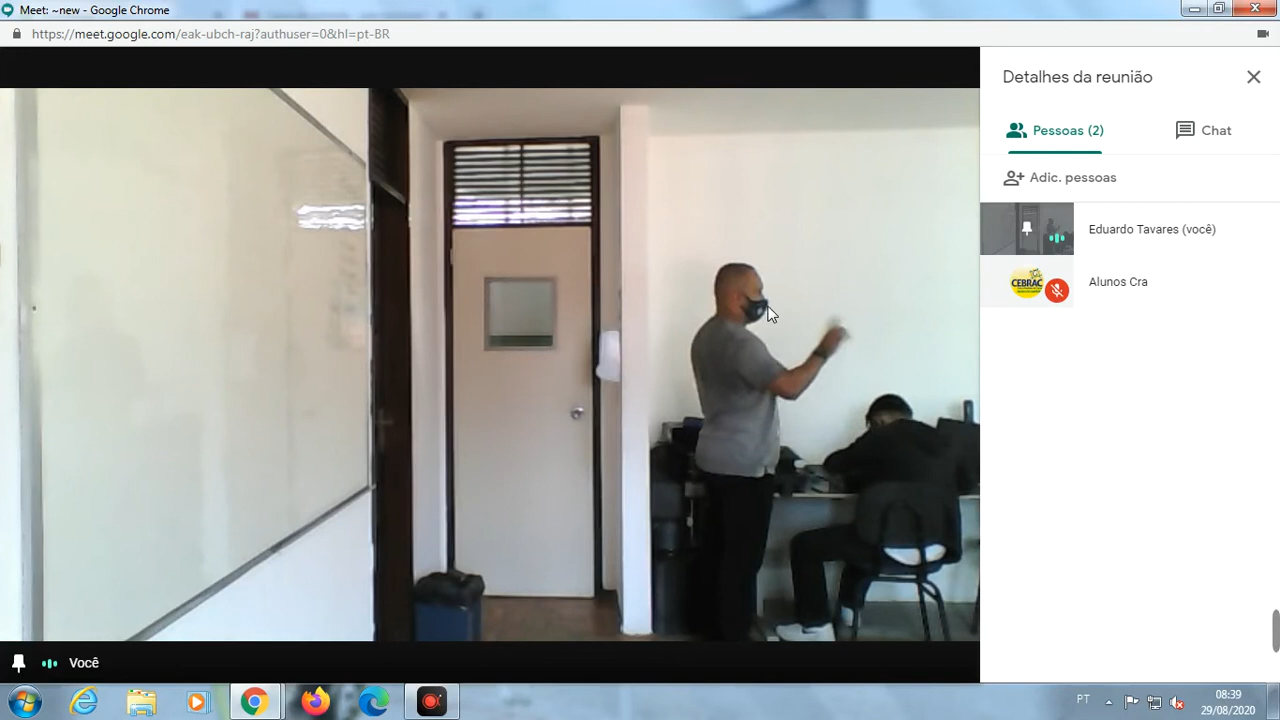 Meet: ~new - Google Chrome
https://meet.google.com/eak-ubch-raj?authuser=0&hl=pt-BR
Detalhes da reunião
Pessoas (2)
Chat
Adic. pessoas
Eduardo Tavares (você)
CEBRAC
Alunos Cra
Você
PT
08:39
29/08/2020